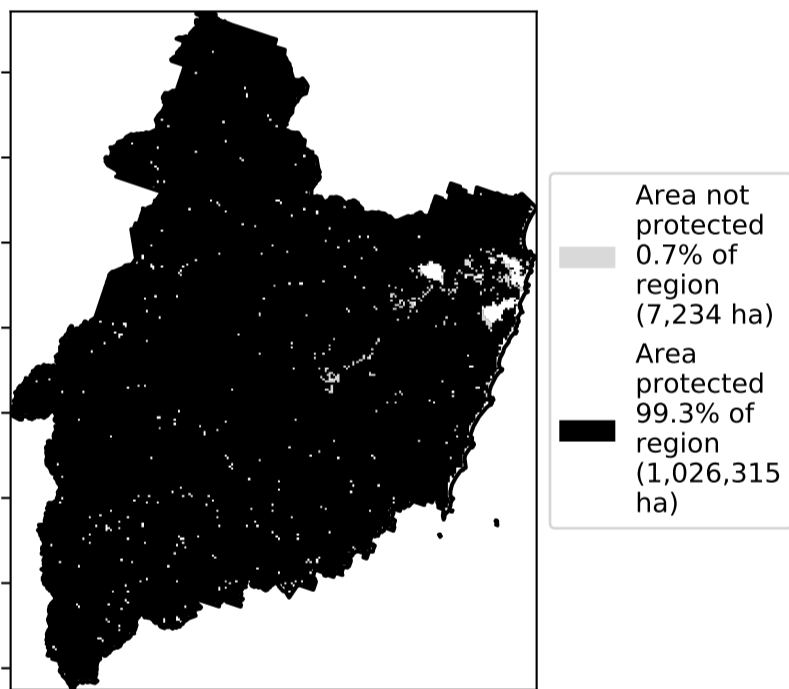 Area not
protected
0.7% of
region
(7,234 ha)
Area
protected
99.3% of
region
(1,026,315
ha)